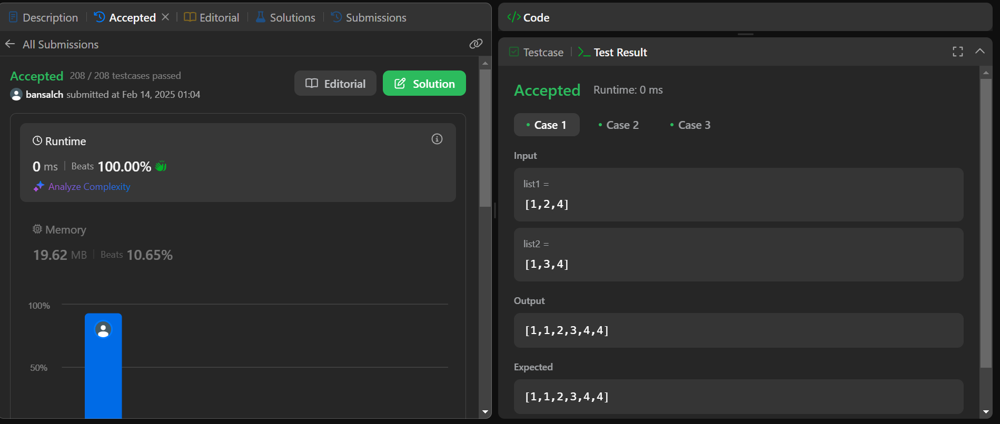 Description
Accepted
Editorial
Solutions
Submissions
All Submissions
Accepted 208 / 208 testcases passed
bansalch submitted at Feb 14, 2025 01:04
Editorial
Solution
Runtime
0 ms | Beats 100.00%
Analyze Complexity
Memory
19.62 MB | Beats 10.65%
100%
50%
</> Code
Testcase
>_ Test Result
Accepted Runtime: 0 ms
• Case 1 • Case 2 • Case 3
Input
list1 =
[1,2,4]
list2 =
[1,3,4]
Output
[1,1,2,3,4,4]
Expected
[1,1,2,3,4,4]